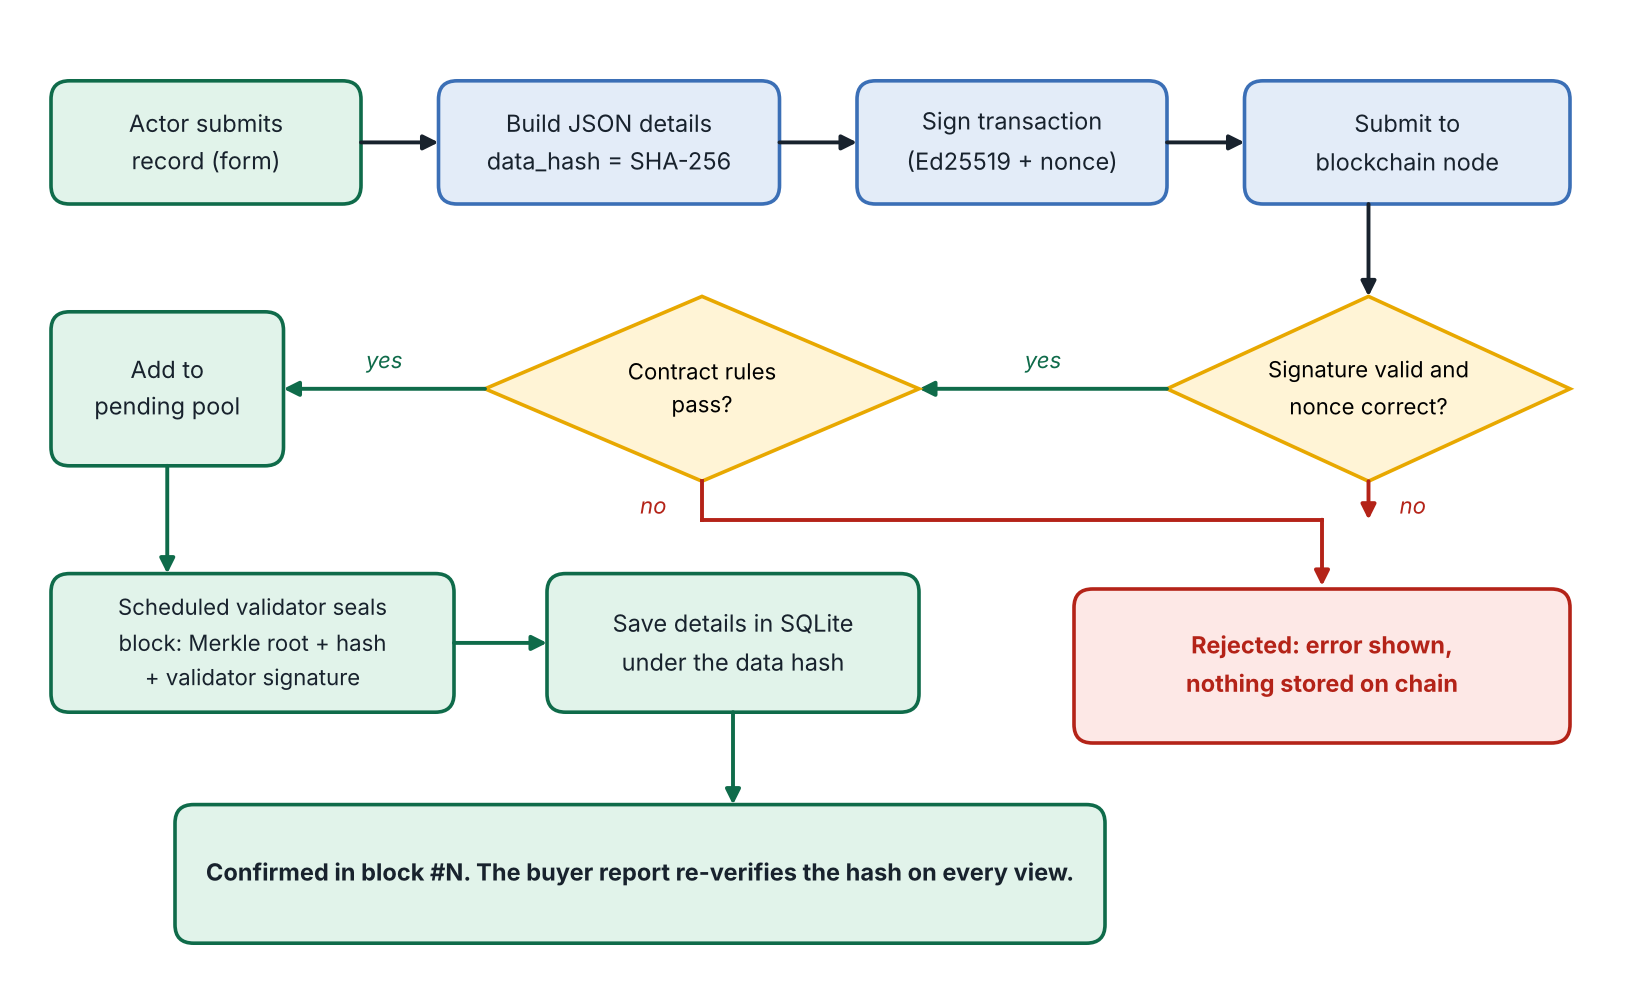 Actor submits
record (form)
Build JSON details
data_hash = SHA-256
Sign transaction
(Ed25519 + nonce)
Submit to
blockchain node
Add to
pending pool
yes
Contract rules
pass?
yes
Signature valid and
nonce correct?
no
no
Scheduled validator seals
block: Merkle root + hash
+ validator signature
Save details in SQLite
under the data hash
Rejected: error shown,
nothing stored on chain
Confirmed in block #N. The buyer report re-verifies the hash on every view.